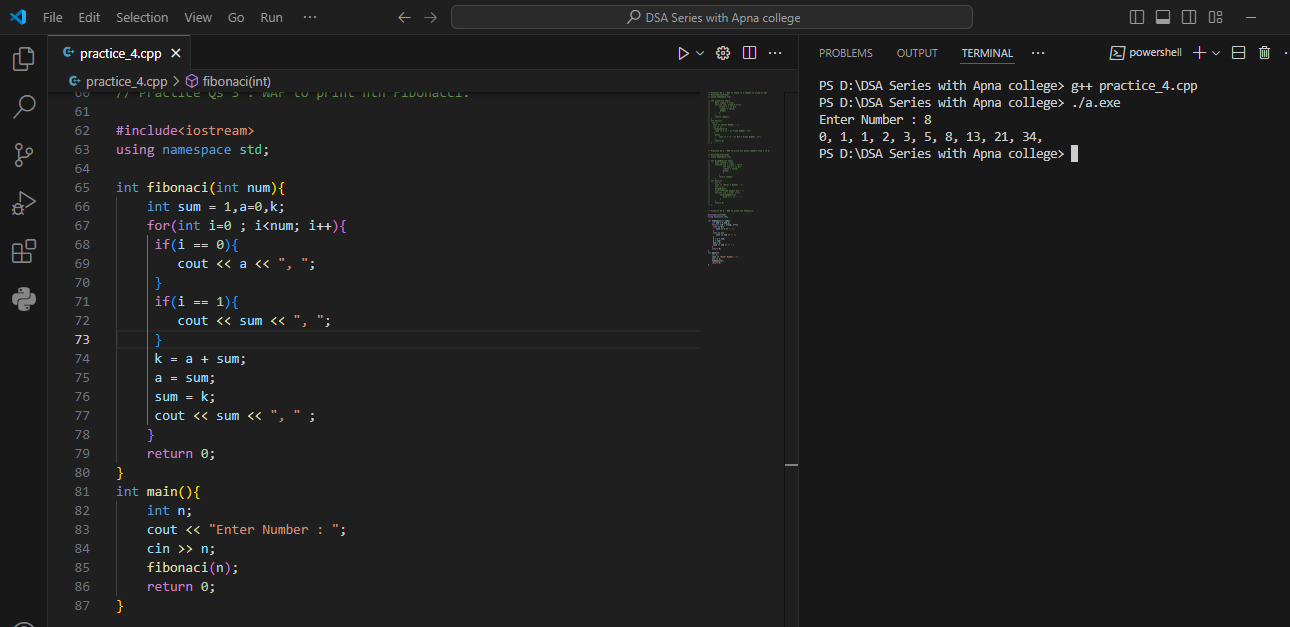 File Edit Selection View Go Run ···
DSA Series with Apna college
practice_4.cpp
practice_4.cpp > fibonaci(int)
60 // Practice Qs 3 : WAF to print nth Fibonacci.
61
62 #include<iostream>
63 using namespace std;
64
65 int fibonaci(int num){
66 int sum = 1,a=0,k;
67 for(int i=0 ; i<num; i++){
68 if(i == 0){
69 cout << a << ", ";
70 }
71 if(i == 1){
72 cout << sum << ", ";
73 }
74 k = a + sum;
75 a = sum;
76 sum = k;
77 cout << sum << ", " ;
78 }
79 return 0;
80 }
81 int main(){
82 int n;
83 cout << "Enter Number : ";
84 cin >> n;
85 fibonaci(n);
86 return 0;
87 }
PROBLEMS OUTPUT TERMINAL ··· powershell
PS D:\DSA Series with Apna college> g++ practice_4.cpp
PS D:\DSA Series with Apna college> ./a.exe
Enter Number : 8
0, 1, 1, 2, 3, 5, 8, 13, 21, 34,
PS D:\DSA Series with Apna college>